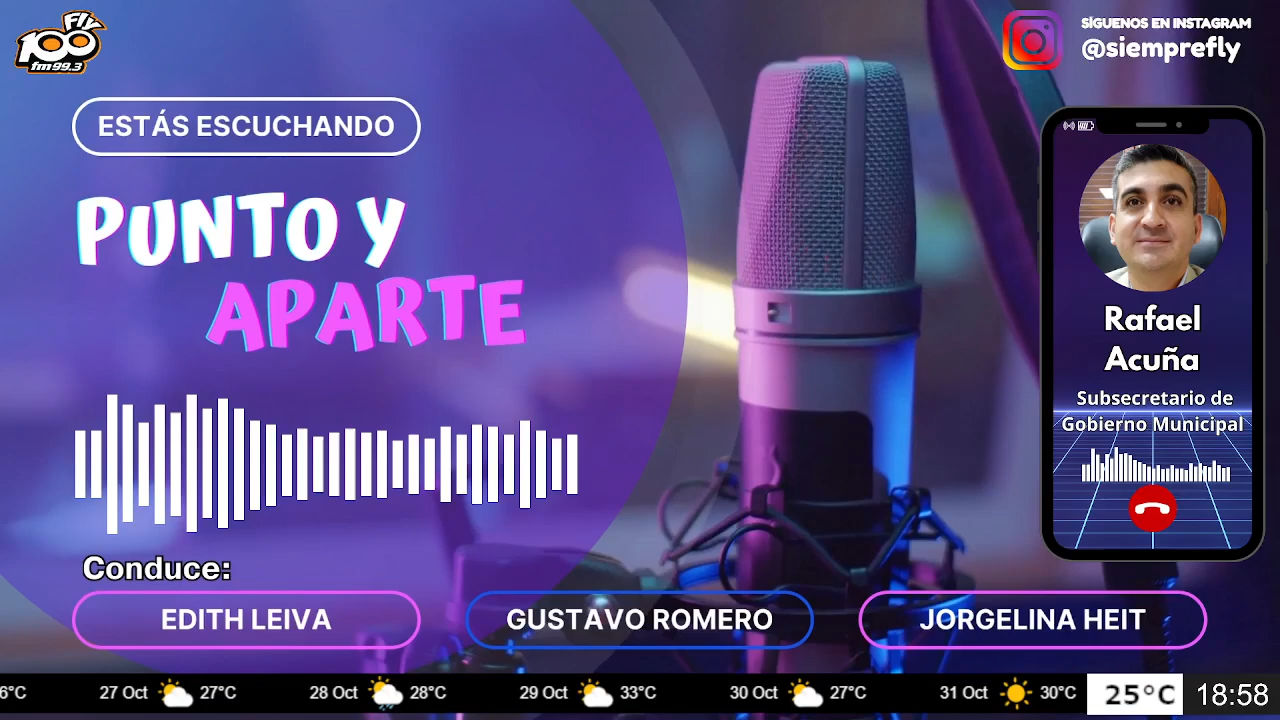 FLY
100
fm99.3
SÍGUENOS EN INSTAGRAM
@siemprefly
ESTÁS ESCUCHANDO
PUNTO Y
APARTE
Rafael
Acuña
Subsecretario de
Gobierno Municipal
Conduce:
EDITH LEIVA
GUSTAVO ROMERO
JORGELINA HEIT
6°C 27 Oct 27°C 28 Oct 28°C 29 Oct 33°C 30 Oct 27°C 31 Oct 30°C 25°C 18:58